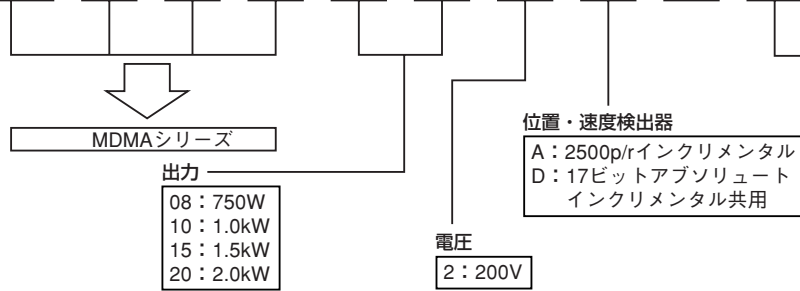 MDMAシリーズ
位置・速度検出器
A：2500p/rインクリメンタル
D：17ビットアブソリュート
インクリメンタル共用
出力
08：750W
10：1.0kW
15：1.5kW
20：2.0kW
電圧
2：200V